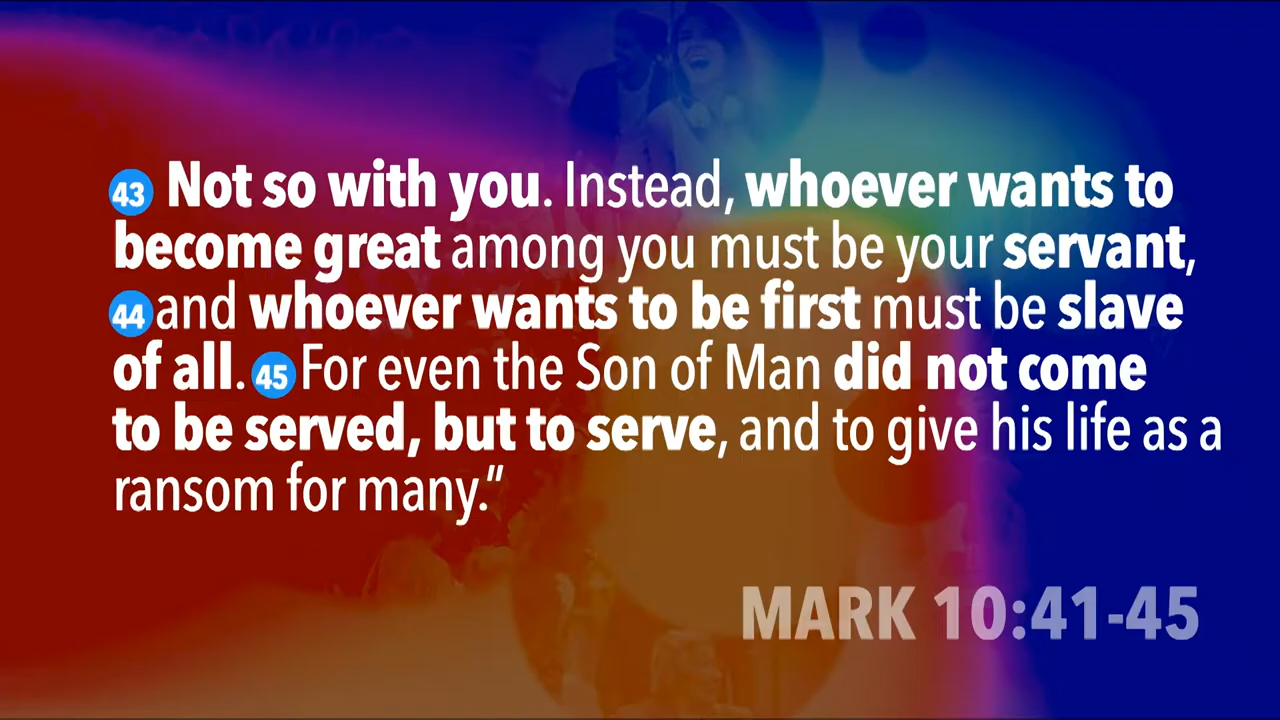 43 Not so with you. Instead, whoever wants to
become great among you must be your servant,
44 and whoever wants to be first must be slave
of all. 45 For even the Son of Man did not come
to be served, but to serve, and to give his life as a
ransom for many.”
MARK 10:41-45